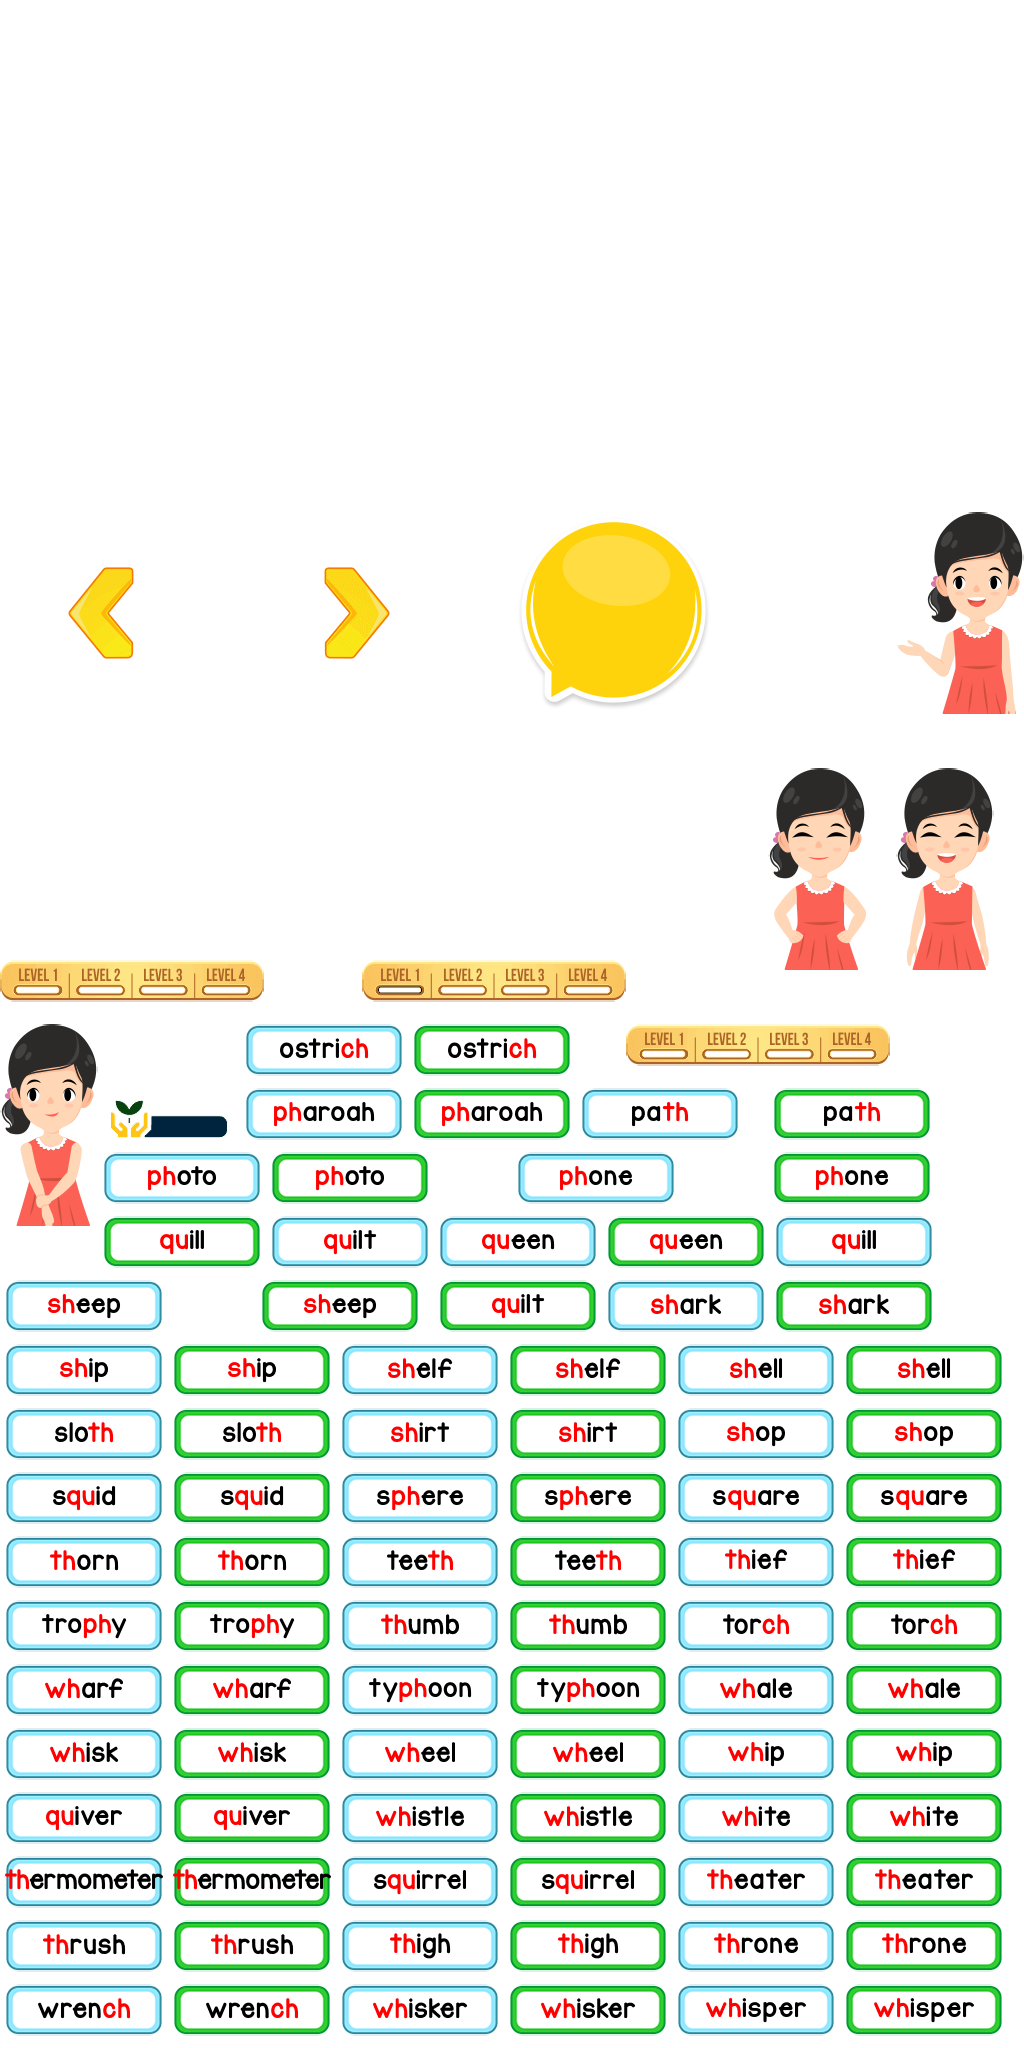 LEVEL 1 LEVEL 2 LEVEL 3 LEVEL 4 LEVEL 1 LEVEL 2 LEVEL 3 LEVEL 4
ostrich ostrich LEVEL 1 LEVEL 2 LEVEL 3 LEVEL 4
pharoah pharoah path path
photo photo phone phone
quill quilt queen queen quill
sheep sheep quilt shark shark
ship ship shelf shelf shell shell
sloth sloth shirt shirt shop shop
squid squid sphere sphere square square
thorn thorn teeth teeth thief thief
trophy trophy thumb thumb torch torch
wharf wharf typhoon typhoon whale whale
whisk whisk wheel wheel whip whip
quiver quiver whistle whistle white white
thermometer thermometer squirrel squirrel theater theater
thrush thrush thigh thigh throne throne
wrench wrench whisker whisker whisper whisper